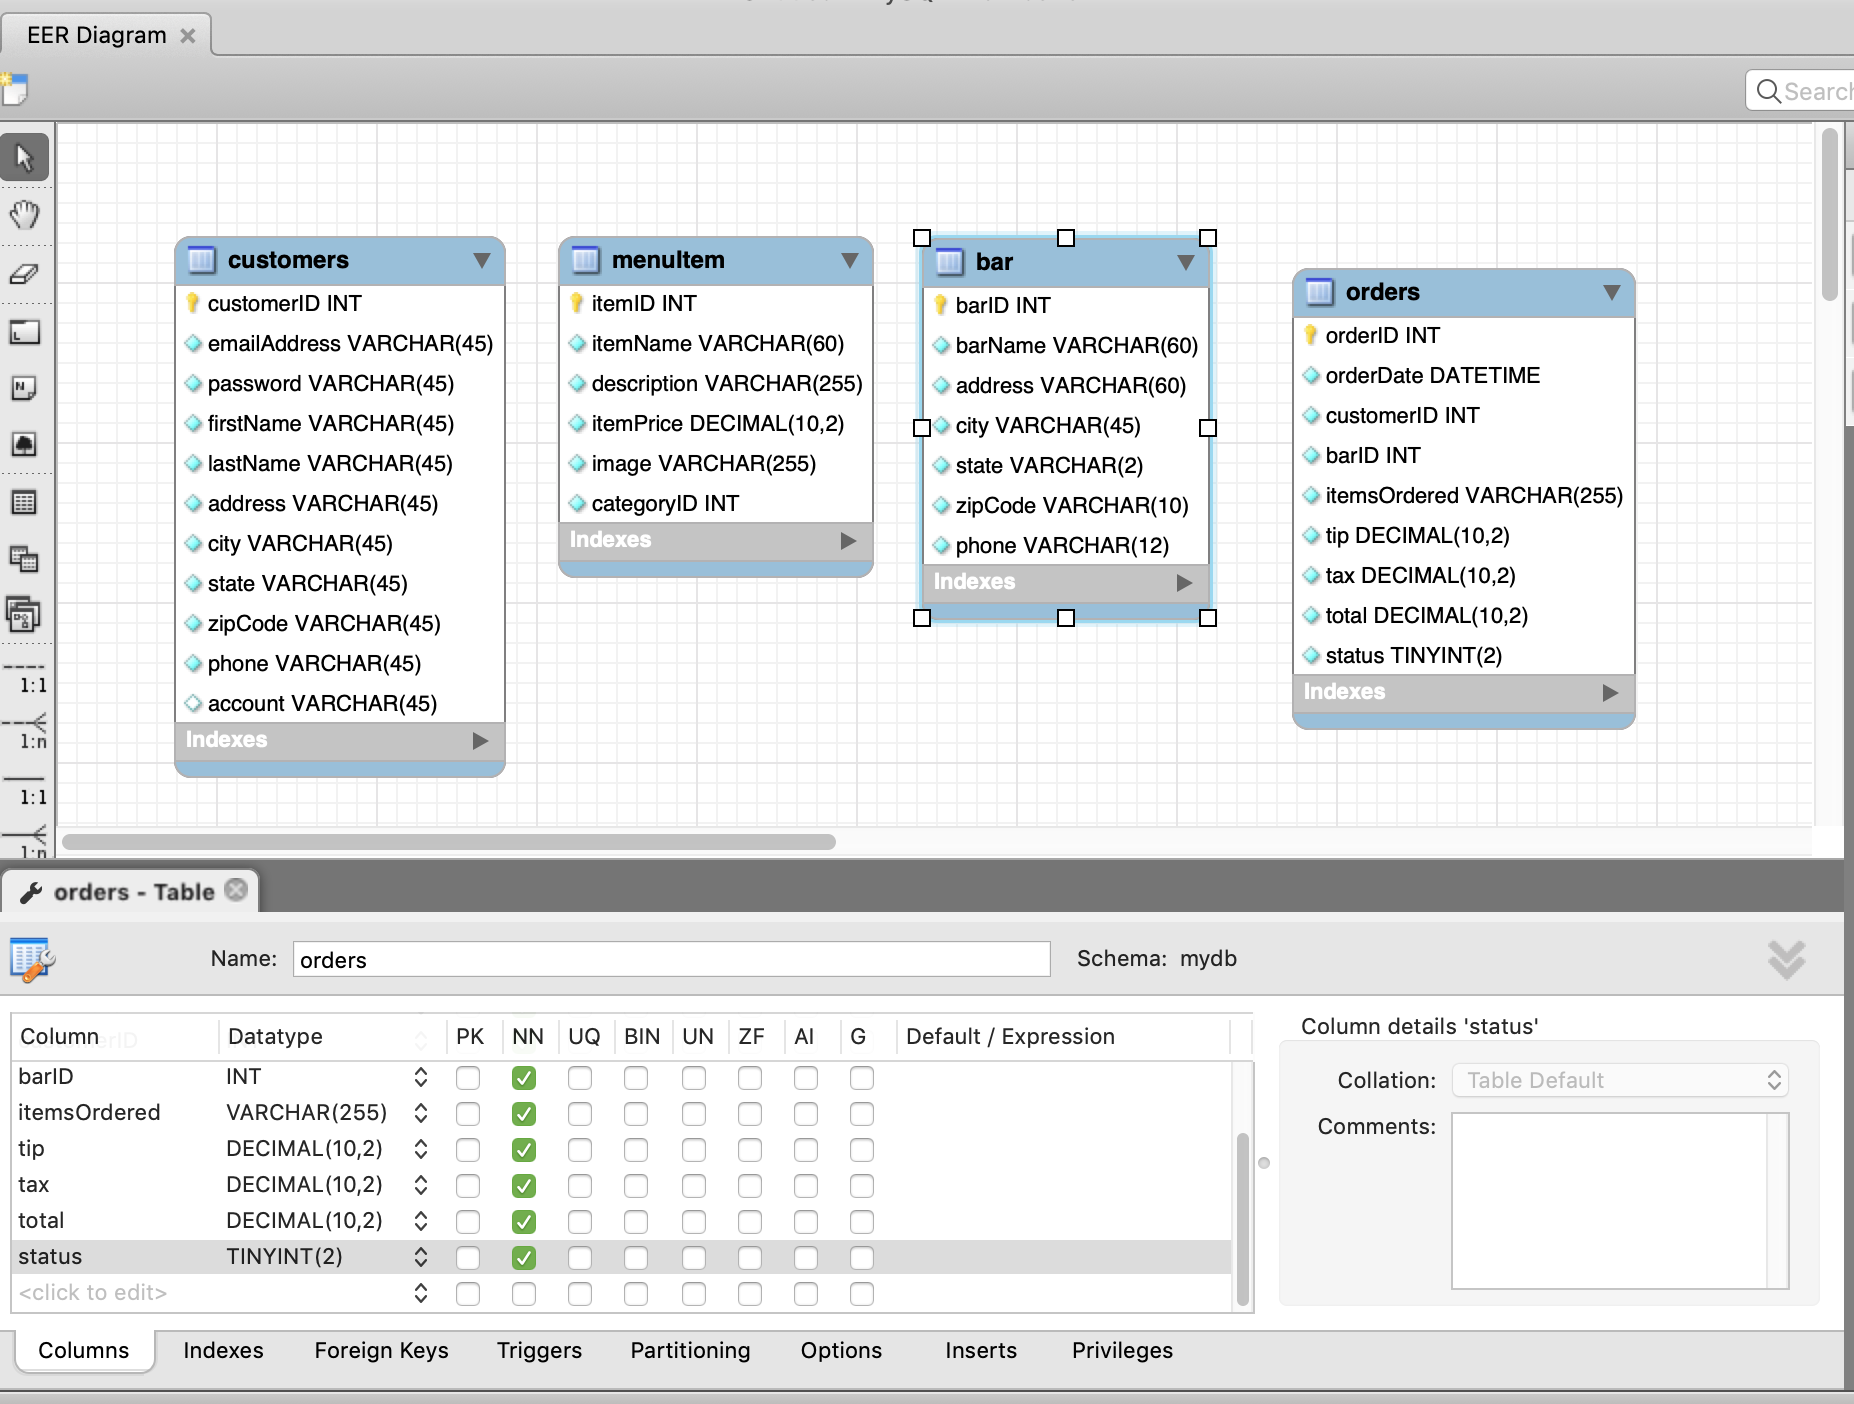 EER Diagram
Search
customers
customerID INT
emailAddress VARCHAR(45)
password VARCHAR(45)
firstName VARCHAR(45)
lastName VARCHAR(45)
address VARCHAR(45)
city VARCHAR(45)
state VARCHAR(45)
zipCode VARCHAR(45)
phone VARCHAR(45)
account VARCHAR(45)
Indexes
menuItem
itemID INT
itemName VARCHAR(60)
description VARCHAR(255)
itemPrice DECIMAL(10,2)
image VARCHAR(255)
categoryID INT
Indexes
bar
barID INT
barName VARCHAR(60)
address VARCHAR(60)
city VARCHAR(45)
state VARCHAR(2)
zipCode VARCHAR(10)
phone VARCHAR(12)
Indexes
orders
orderID INT
orderDate DATETIME
customerID INT
barID INT
itemsOrdered VARCHAR(255)
tip DECIMAL(10,2)
tax DECIMAL(10,2)
total DECIMAL(10,2)
status TINYINT(2)
Indexes
1:1
1:n
1:1
1:n
orders - Table
Name: orders Schema: mydb
Column Datatype PK NN UQ BIN UN ZF AI G Default / Expression
barID INT
itemsOrdered VARCHAR(255)
tip DECIMAL(10,2)
tax DECIMAL(10,2)
total DECIMAL(10,2)
status TINYINT(2)
<click to edit>
Column details 'status'
Collation: Table Default
Comments:
Columns Indexes Foreign Keys Triggers Partitioning Options Inserts Privileges